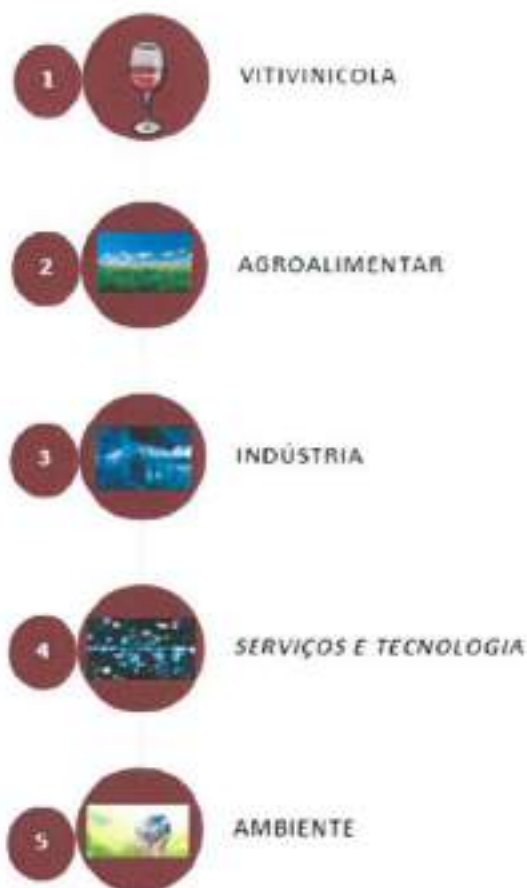 1
VITIVINICOLA
2
AGROALIMENTAR
3
INDÚSTRIA
4
SERVIÇOS E TECNOLOGIA
5
AMBIENTE